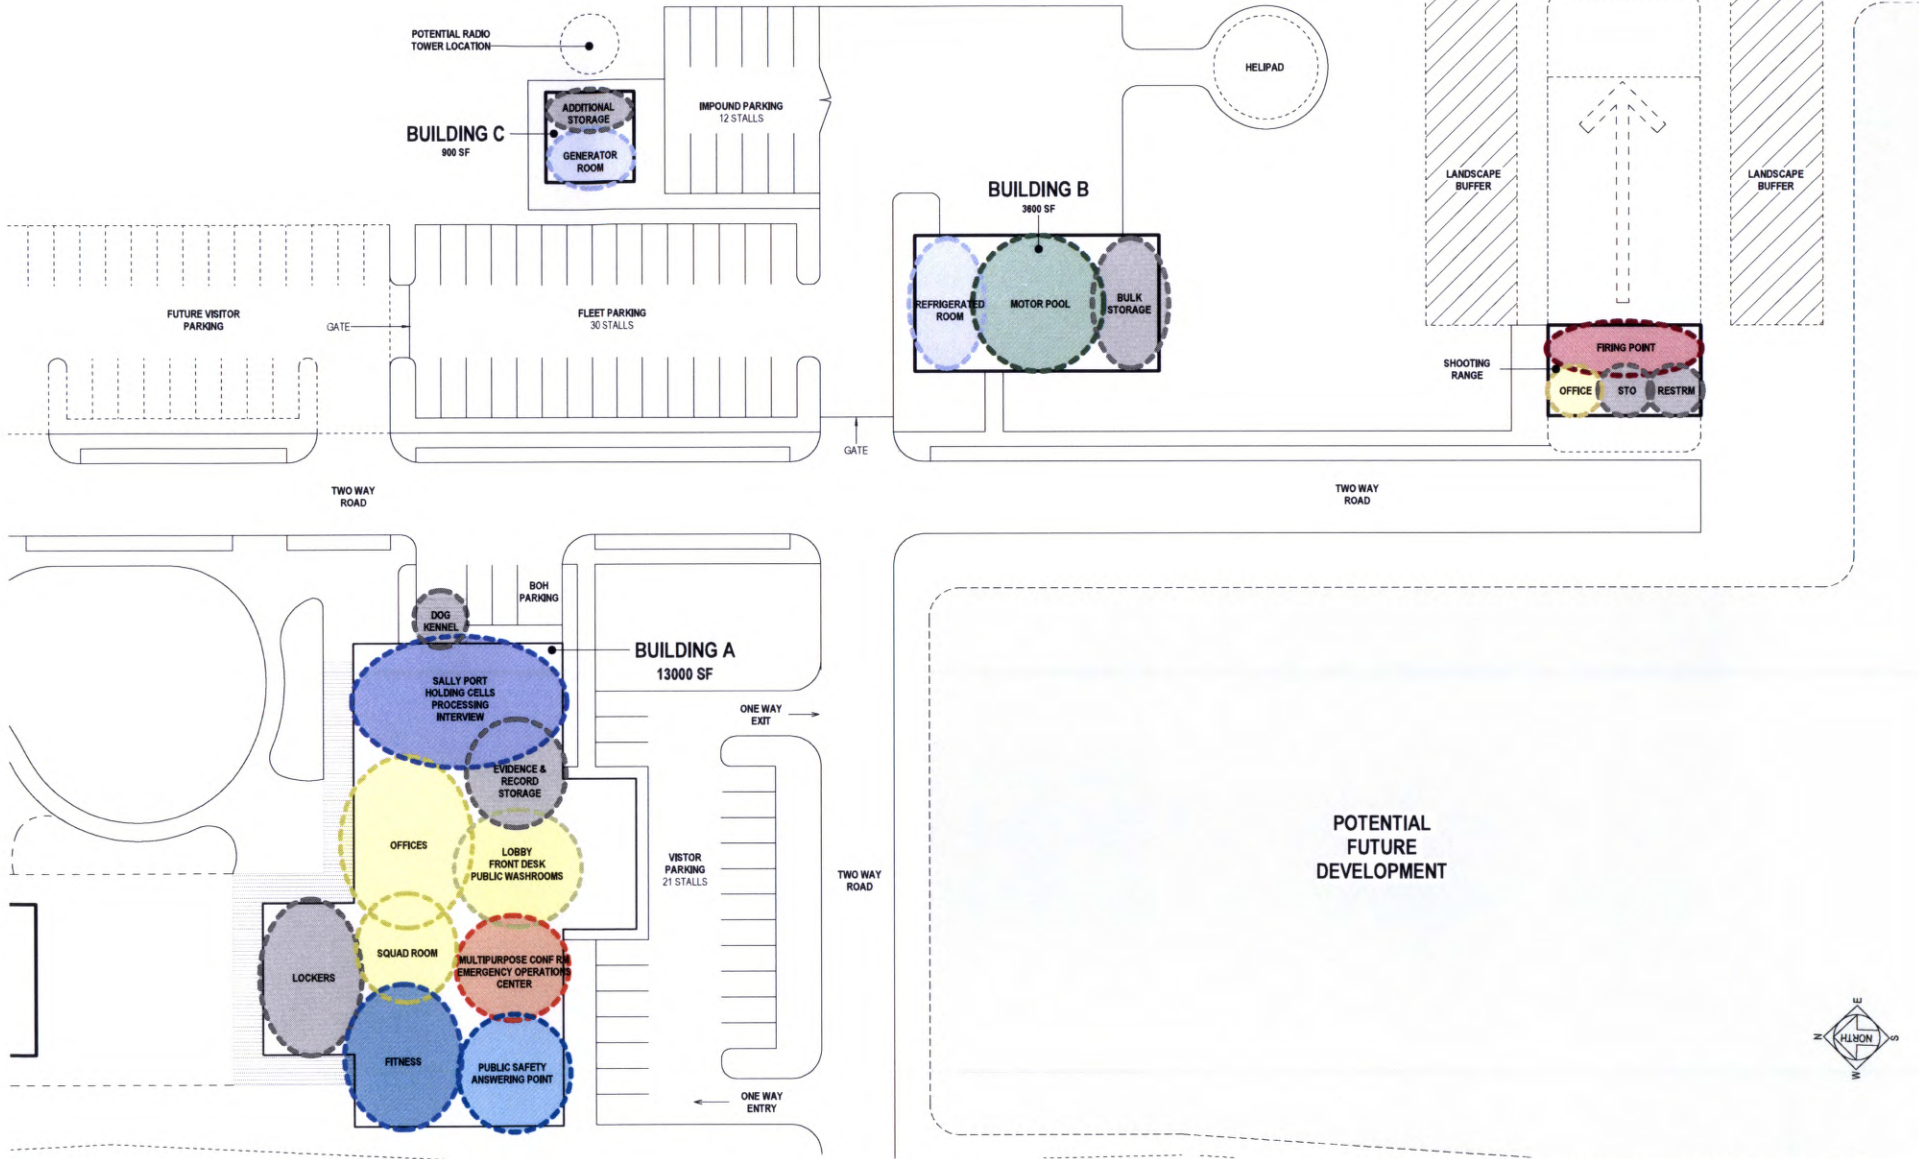 POTENTIAL RADIO
TOWER LOCATION
HELIPAD
ADDITIONAL
STORAGE
IMPOUND PARKING
12 STALLS
BUILDING C
900 SF
GENERATOR
ROOM
LANDSCAPE
BUFFER
LANDSCAPE
BUFFER
BUILDING B
3600 SF
FUTURE VISITOR
PARKING
GATE
FLEET PARKING
30 STALLS
REFRIGERATED
ROOM
MOTOR POOL
BULK
STORAGE
SHOOTING
RANGE
FIRING POINT
OFFICE
STO
RESTRM
GATE
TWO WAY
ROAD
TWO WAY
ROAD
BOH
PARKING
DOG
KENNEL
BUILDING A
13000 SF
SALLY PORT
HOLDING CELLS
PROCESSING
INTERVIEW
ONE WAY
EXIT
EVIDENCE &
RECORD
STORAGE
OFFICES
LOBBY
FRONT DESK
PUBLIC WASHROOMS
VISTOR
PARKING
21 STALLS
TWO WAY
ROAD
POTENTIAL
FUTURE
DEVELOPMENT
SQUAD ROOM
LOCKERS
MULTIPURPOSE CONF RM
EMERGENCY OPERATIONS
CENTER
FITNESS
PUBLIC SAFETY
ANSWERING POINT
ONE WAY
ENTRY
E
N
NORTH
S
W